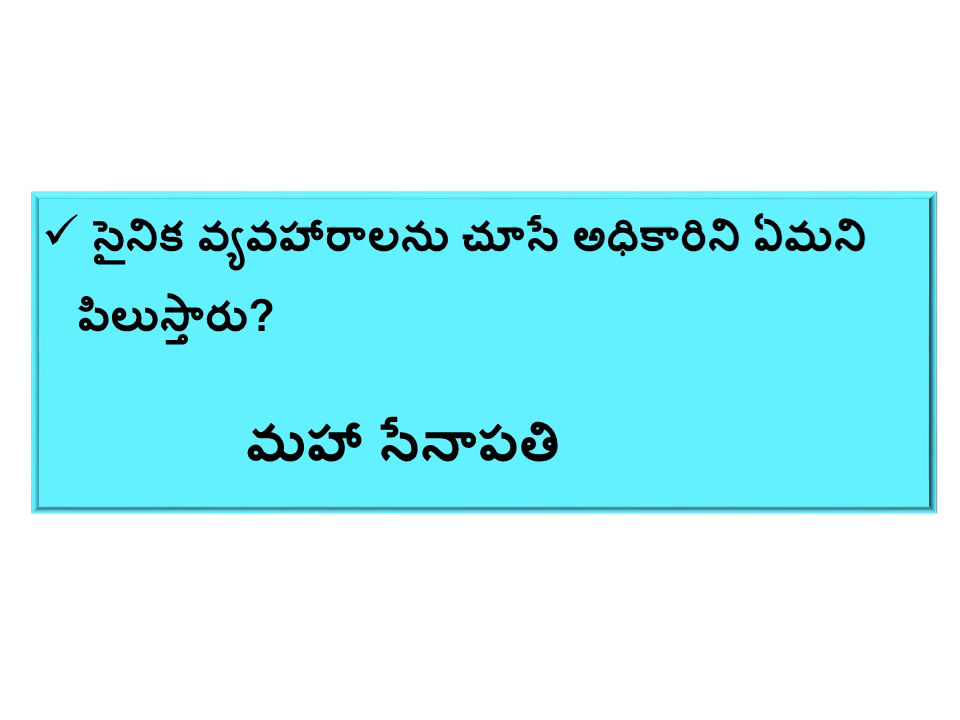 ✓ సైనిక వ్యవహారాలను చూసే అధికారిని ఏమని
పిలుస్తారు?
మహా సేనాపతి